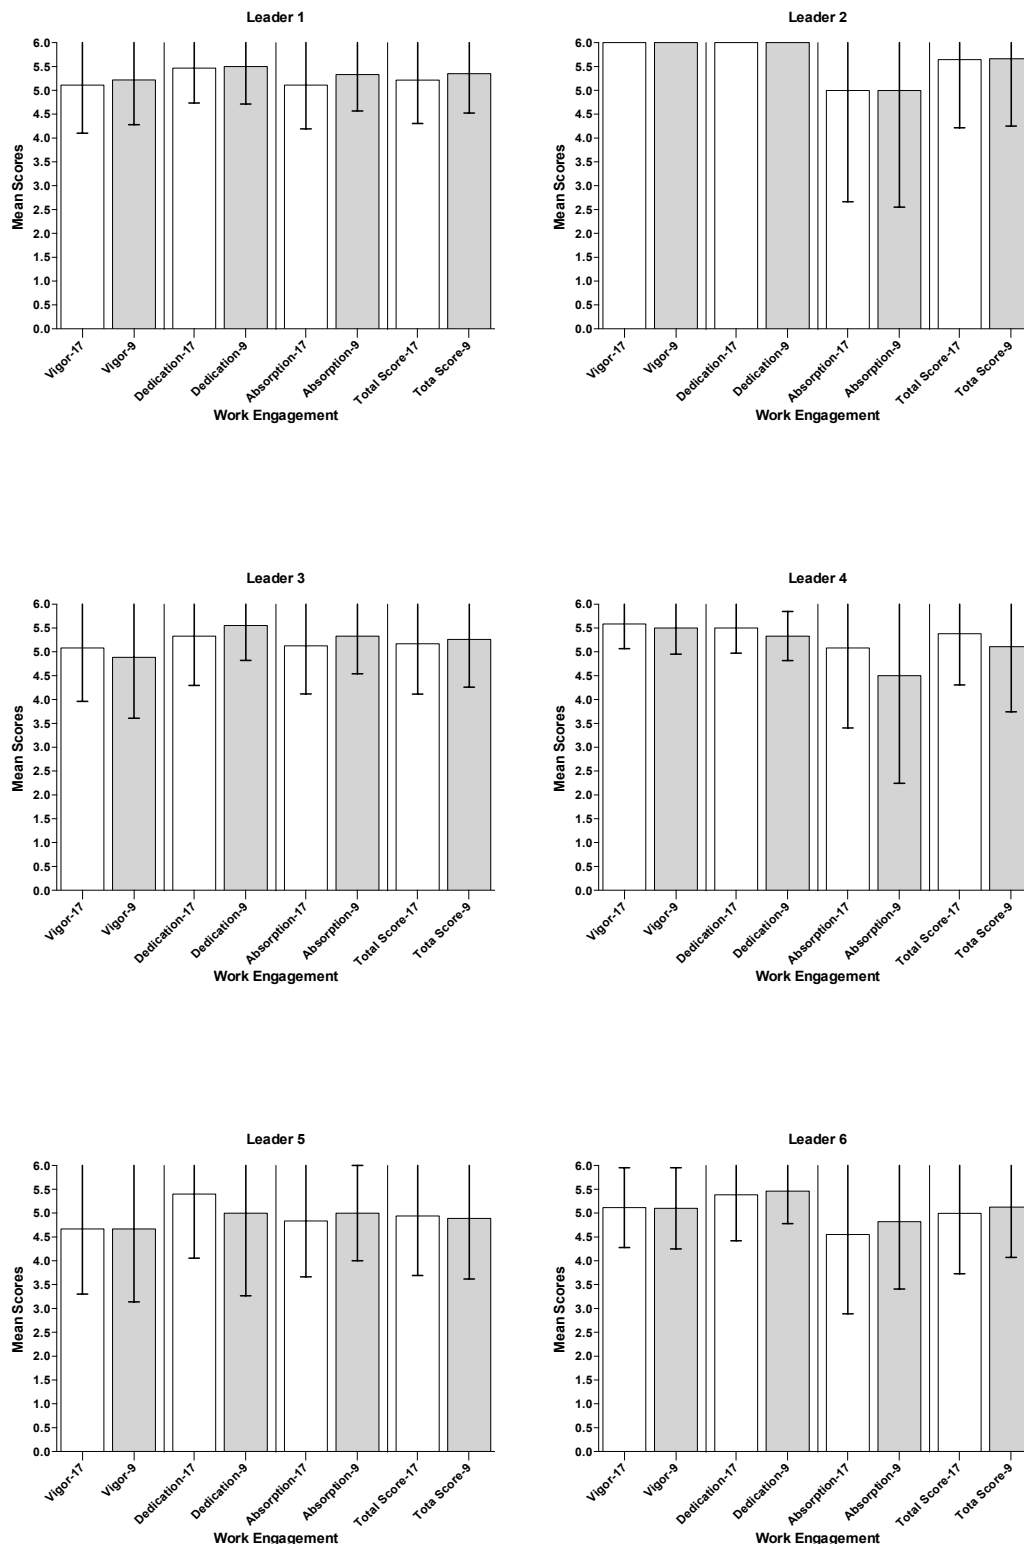 Leader 1
6.0
5.5
5.0
4.5
4.0
3.5
3.0
2.5
2.0
1.5
1.0
0.5
0.0
Mean Scores
Vigor-17
Vigor-9
Dedication-17
Dedication-9
Absorption-17
Absorption-9
Total Score-17
Tota Score-9
Work Engagement
Leader 2
6.0
5.5
5.0
4.5
4.0
3.5
3.0
2.5
2.0
1.5
1.0
0.5
0.0
Mean Scores
Vigor-17
Vigor-9
Dedication-17
Dedication-9
Absorption-17
Absorption-9
Total Score-17
Tota Score-9
Work Engagement
Leader 3
6.0
5.5
5.0
4.5
4.0
3.5
3.0
2.5
2.0
1.5
1.0
0.5
0.0
Mean Scores
Vigor-17
Vigor-9
Dedication-17
Dedication-9
Absorption-17
Absorption-9
Total Score-17
Tota Score-9
Work Engagement
Leader 4
6.0
5.5
5.0
4.5
4.0
3.5
3.0
2.5
2.0
1.5
1.0
0.5
0.0
Mean Scores
Vigor-17
Vigor-9
Dedication-17
Dedication-9
Absorption-17
Absorption-9
Total Score-17
Tota Score-9
Work Engagement
Leader 5
6.0
5.5
5.0
4.5
4.0
3.5
3.0
2.5
2.0
1.5
1.0
0.5
0.0
Mean Scores
Vigor-17
Vigor-9
Dedication-17
Dedication-9
Absorption-17
Absorption-9
Total Score-17
Tota Score-9
Work Engagement
Leader 6
6.0
5.5
5.0
4.5
4.0
3.5
3.0
2.5
2.0
1.5
1.0
0.5
0.0
Mean Scores
Vigor-17
Vigor-9
Dedication-17
Dedication-9
Absorption-17
Absorption-9
Total Score-17
Tota Score-9
Work Engagement